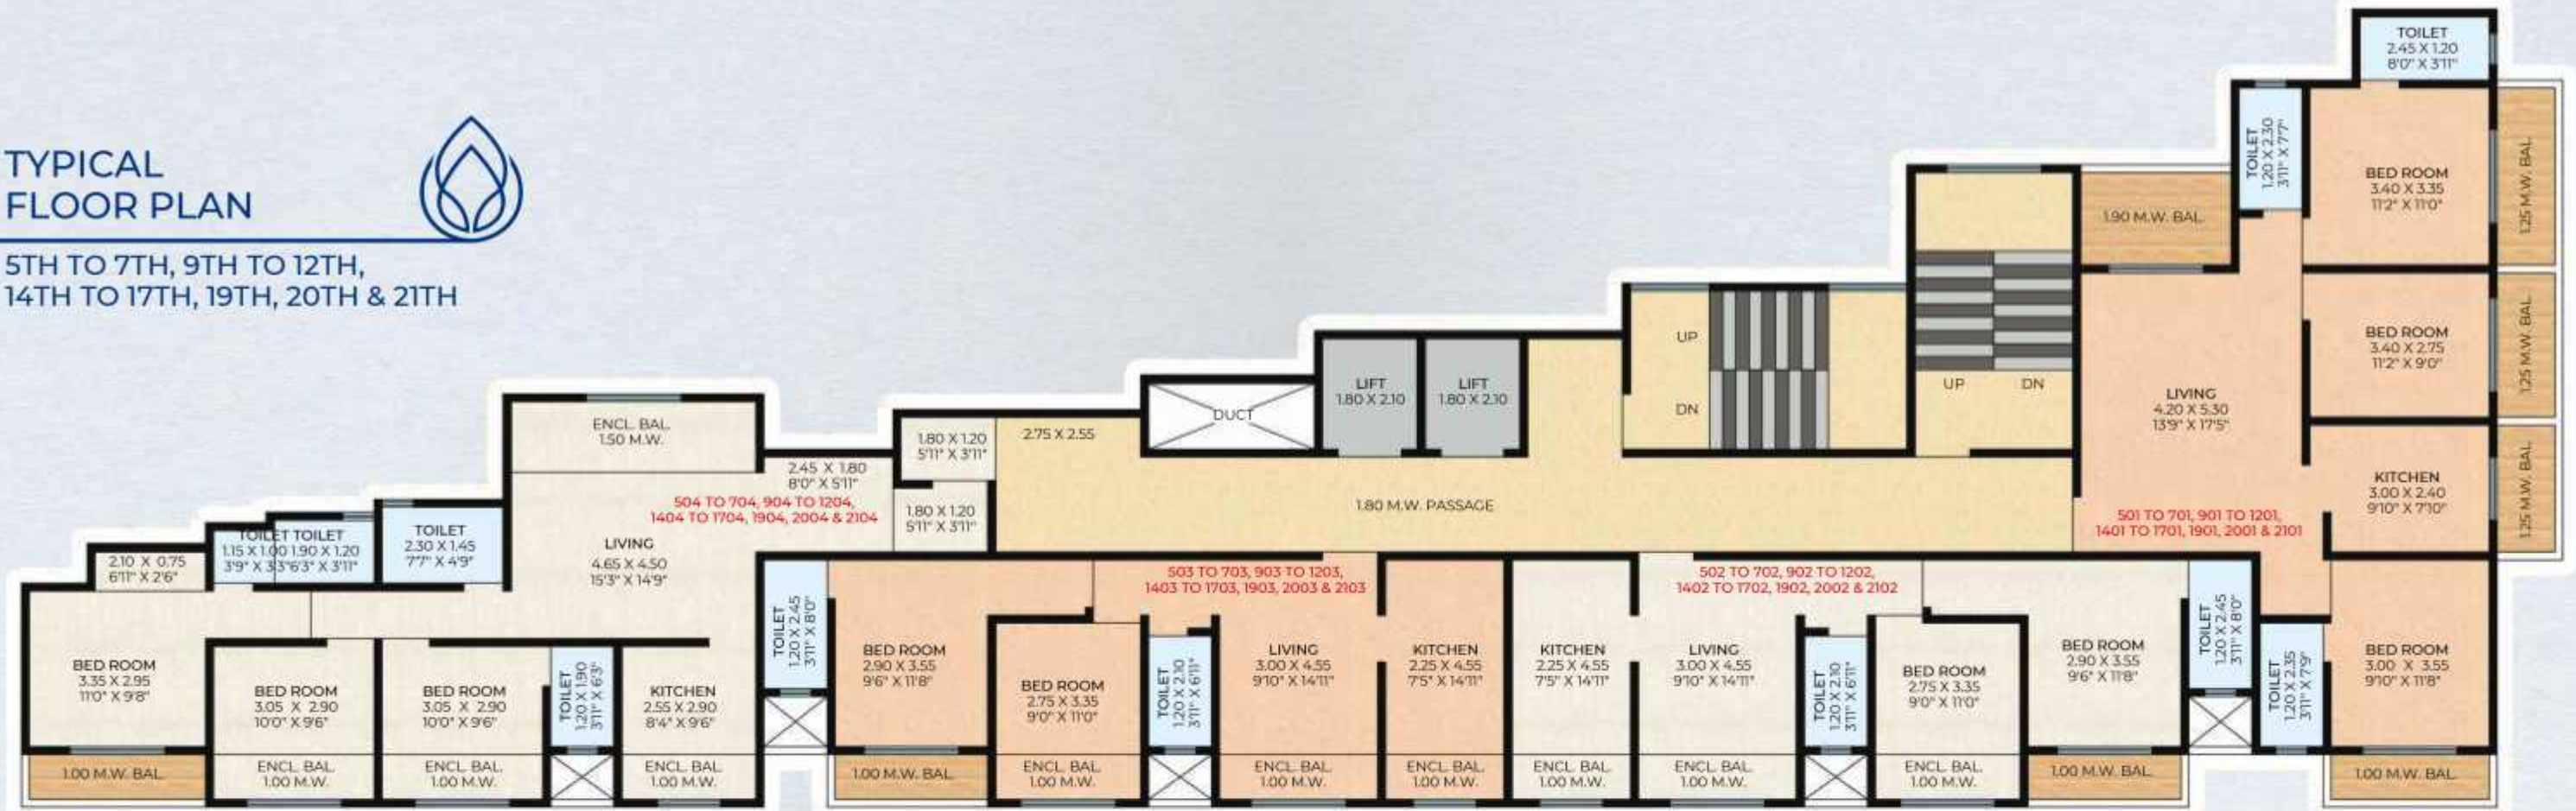 TYPICAL
FLOOR PLAN
5TH TO 7TH, 9TH TO 12TH,
14TH TO 17TH, 19TH, 20TH & 21TH
2.10 X 0.75
6'11" X 2'6"
TOILET TOILET
1.15 X 1.00 1.90 X 1.20
3'9" X 3'3" 6'3" X 3'11"
TOILET
2.30 X 1.45
7'7" X 4'9"
ENCL. BAL.
1.50 M.W.
2.45 X 1.80
8'0" X 5'11"
504 TO 704, 904 TO 1204,
1404 TO 1704, 1904, 2004 & 2104
LIVING
4.65 X 4.50
15'3" X 14'9"
1.80 X 1.20
5'11" X 3'11"
1.80 X 1.20
5'11" X 3'11"
BED ROOM
3.35 X 2.95
11'0" X 9'8"
1.00 M.W. BAL.
BED ROOM
3.05 X 2.90
10'0" X 9'6"
ENCL. BAL.
1.00 M.W.
BED ROOM
3.05 X 2.90
10'0" X 9'6"
ENCL. BAL.
1.00 M.W.
TOILET
1.20 X 1.90
3'11" X 6'3"
KITCHEN
2.55 X 2.90
8'4" X 9'6"
ENCL. BAL.
1.00 M.W.
2.75 X 2.55
DUCT
LIFT
1.80 X 2.10
LIFT
1.80 X 2.10
1.80 M.W. PASSAGE
UP
DN
UP
DN
TOILET
1.20 X 2.45
3'11" X 8'0"
BED ROOM
2.90 X 3.55
9'6" X 11'8"
1.00 M.W. BAL.
503 TO 703, 903 TO 1203,
1403 TO 1703, 1903, 2003 & 2103
BED ROOM
2.75 X 3.35
9'0" X 11'0"
ENCL. BAL.
1.00 M.W.
TOILET
1.20 X 2.10
3'11" X 6'11"
LIVING
3.00 X 4.55
9'10" X 14'11"
ENCL. BAL.
1.00 M.W.
KITCHEN
2.25 X 4.55
7'5" X 14'11"
ENCL. BAL.
1.00 M.W.
KITCHEN
2.25 X 4.55
7'5" X 14'11"
ENCL. BAL.
1.00 M.W.
502 TO 702, 902 TO 1202,
1402 TO 1702, 1902, 2002 & 2102
LIVING
3.00 X 4.55
9'10" X 14'11"
ENCL. BAL.
1.00 M.W.
TOILET
1.20 X 2.10
3'11" X 6'11"
BED ROOM
2.75 X 3.35
9'0" X 11'0"
ENCL. BAL.
1.00 M.W.
BED ROOM
2.90 X 3.55
9'6" X 11'8"
1.00 M.W. BAL.
TOILET
1.20 X 2.45
3'11" X 8'0"
TOILET
2.45 X 1.20
8'0" X 3'11"
TOILET
1.20 X 2.30
3'11" X 7'7"
BED ROOM
3.40 X 3.35
11'2" X 11'0"
1.25 M.W. BAL.
1.90 M.W. BAL.
BED ROOM
3.40 X 2.75
11'2" X 9'0"
1.25 M.W. BAL.
LIVING
4.20 X 5.30
13'9" X 17'5"
KITCHEN
3.00 X 2.40
9'10" X 7'10"
1.25 M.W. BAL.
501 TO 701, 901 TO 1201,
1401 TO 1701, 1901, 2001 & 2101
TOILET
1.20 X 2.35
3'11" X 7'9"
BED ROOM
3.00 X 3.55
9'10" X 11'8"
1.00 M.W. BAL.